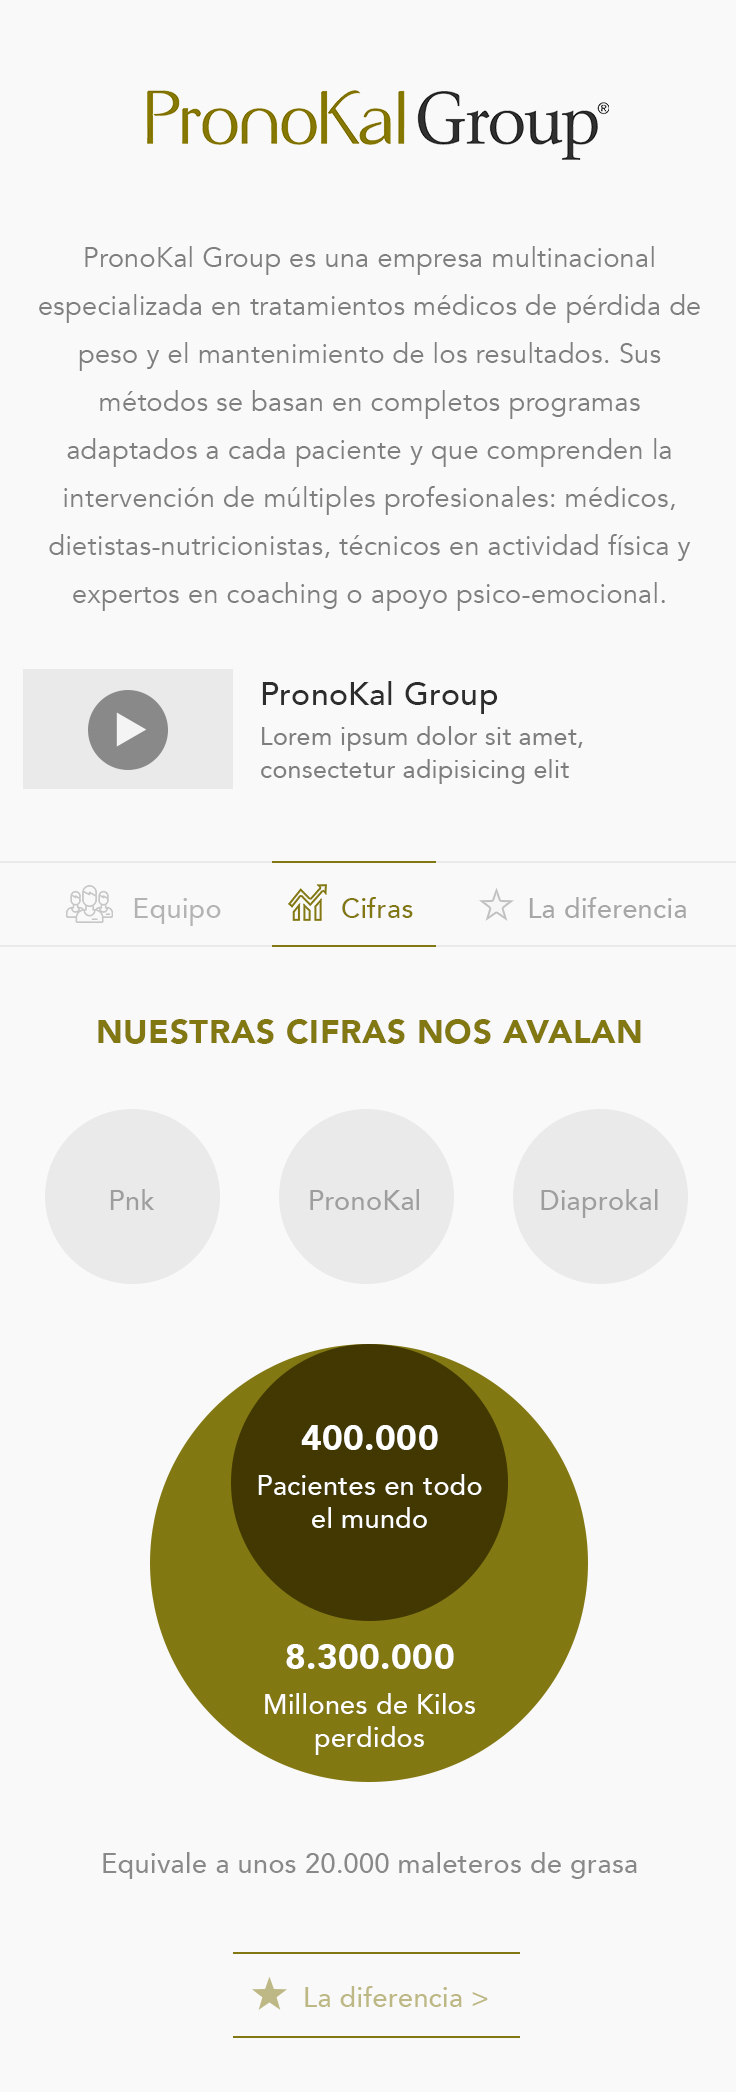 PronoKal Group®
PronoKal Group es una empresa multinacional
especializada en tratamientos médicos de pérdida de
peso y el mantenimiento de los resultados. Sus
métodos se basan en completos programas
adaptados a cada paciente y que comprenden la
intervención de múltiples profesionales: médicos,
dietistas-nutricionistas, técnicos en actividad física y
expertos en coaching o apoyo psico-emocional.
PronoKal Group
Lorem ipsum dolor sit amet,
consectetur adipisicing elit
Equipo
Cifras
La diferencia
NUESTRAS CIFRAS NOS AVALAN
Pnk
PronoKal
Diaprokal
400.000
Pacientes en todo
el mundo
8.300.000
Millones de Kilos
perdidos
Equivale a unos 20.000 maleteros de grasa
La diferencia >